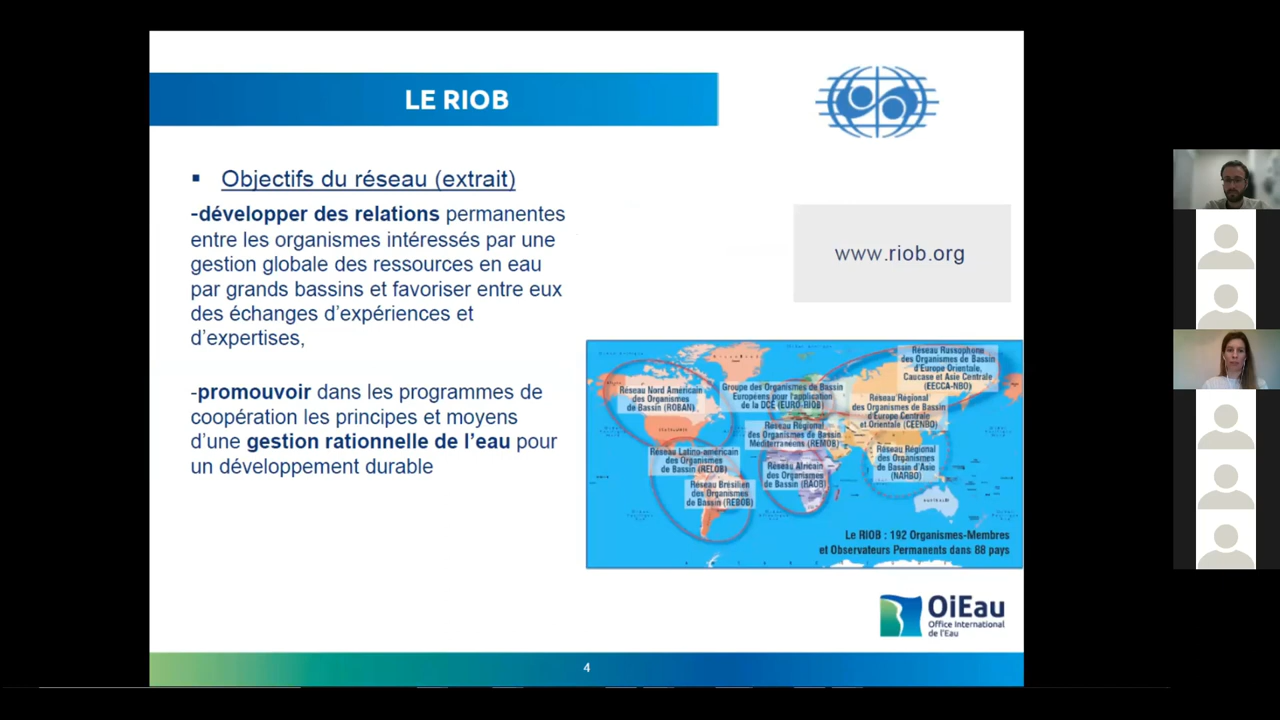 LE RIOB
▪ Objectifs du réseau (extrait)
-développer des relations permanentes
entre les organismes intéressés par une
gestion globale des ressources en eau
par grands bassins et favoriser entre eux
des échanges d’expériences et
d’expertises,
-promouvoir dans les programmes de
coopération les principes et moyens
d’une gestion rationnelle de l’eau pour
un développement durable
www.riob.org
Réseau Nord Américain
des Organismes
de Bassin (ROBAN)
Groupe des Organismes de Bassin
Européens pour l'application
de la DCE (EURO-RIOB)
Réseau Russophone
des Organismes de Bassin
d'Europe Orientale,
Caucase et Asie Centrale
(EECCA-NBO)
Réseau Régional
des Organismes de Bassin
d'Europe Centrale
et Orientale (CEENBO)
Réseau Régional
des Organismes de Bassin
Méditerranéens (REMOB)
Réseau Latino-américain
des Organismes
de Bassin (RELOB)
Réseau Africain
des Organismes
de Bassin (RAOB)
Réseau Régional
des Organismes
de Bassin d'Asie
(NARBO)
Réseau Brésilien
des Organismes
de Bassin (REBOB)
Le RIOB : 192 Organismes-Membres
et Observateurs Permanents dans 88 pays
OiEau
Office International
de l'Eau
4